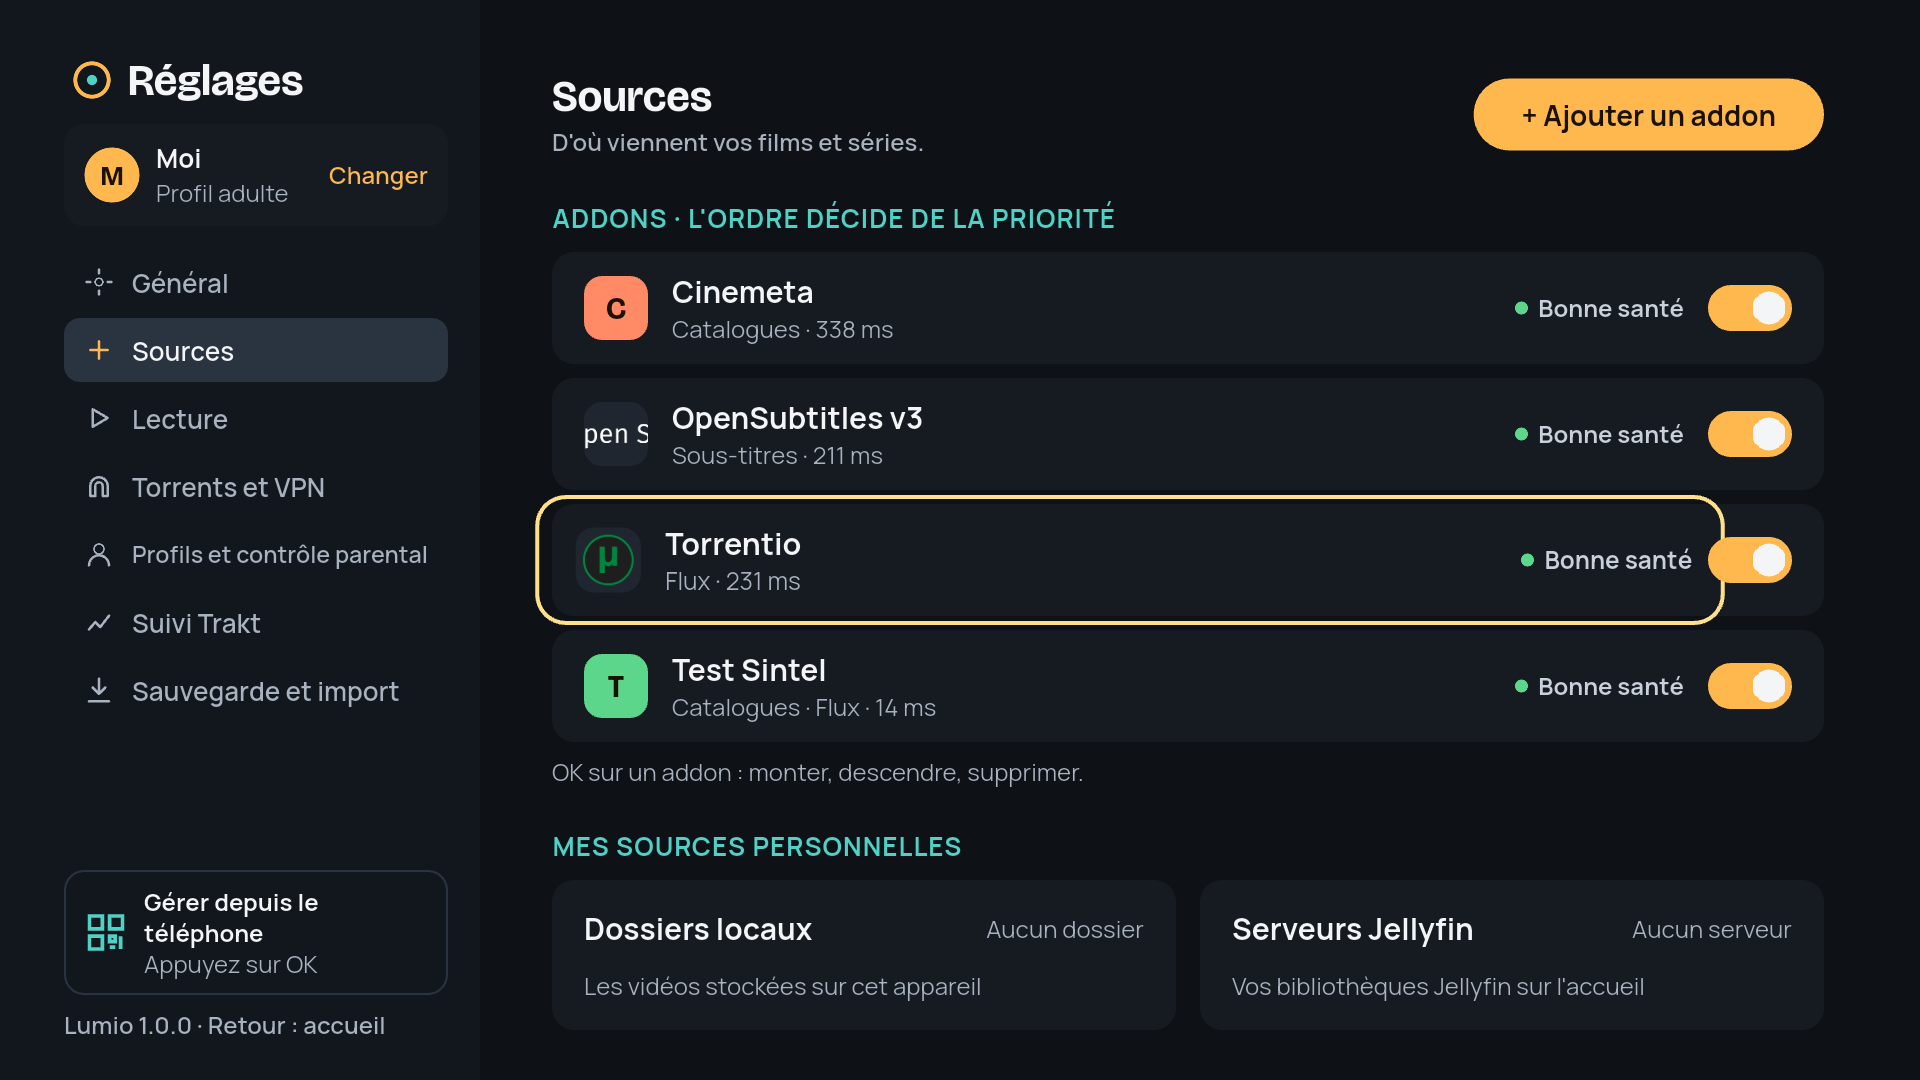 Réglages
M
Moi
Profil adulte
Changer
Général
Sources
Lecture
Torrents et VPN
Profils et contrôle parental
Suivi Trakt
Sauvegarde et import
Gérer depuis le
téléphone
Appuyez sur OK
Lumio 1.0.0 · Retour : accueil
Sources
D'où viennent vos films et séries.
+ Ajouter un addon
ADDONS · L'ORDRE DÉCIDE DE LA PRIORITÉ
C
Cinemeta
Catalogues · 338 ms
Bonne santé
pen S
OpenSubtitles v3
Sous-titres · 211 ms
Bonne santé
µ
Torrentio
Flux · 231 ms
Bonne santé
T
Test Sintel
Catalogues · Flux · 14 ms
Bonne santé
OK sur un addon : monter, descendre, supprimer.
MES SOURCES PERSONNELLES
Dossiers locaux
Aucun dossier
Les vidéos stockées sur cet appareil
Serveurs Jellyfin
Aucun serveur
Vos bibliothèques Jellyfin sur l'accueil